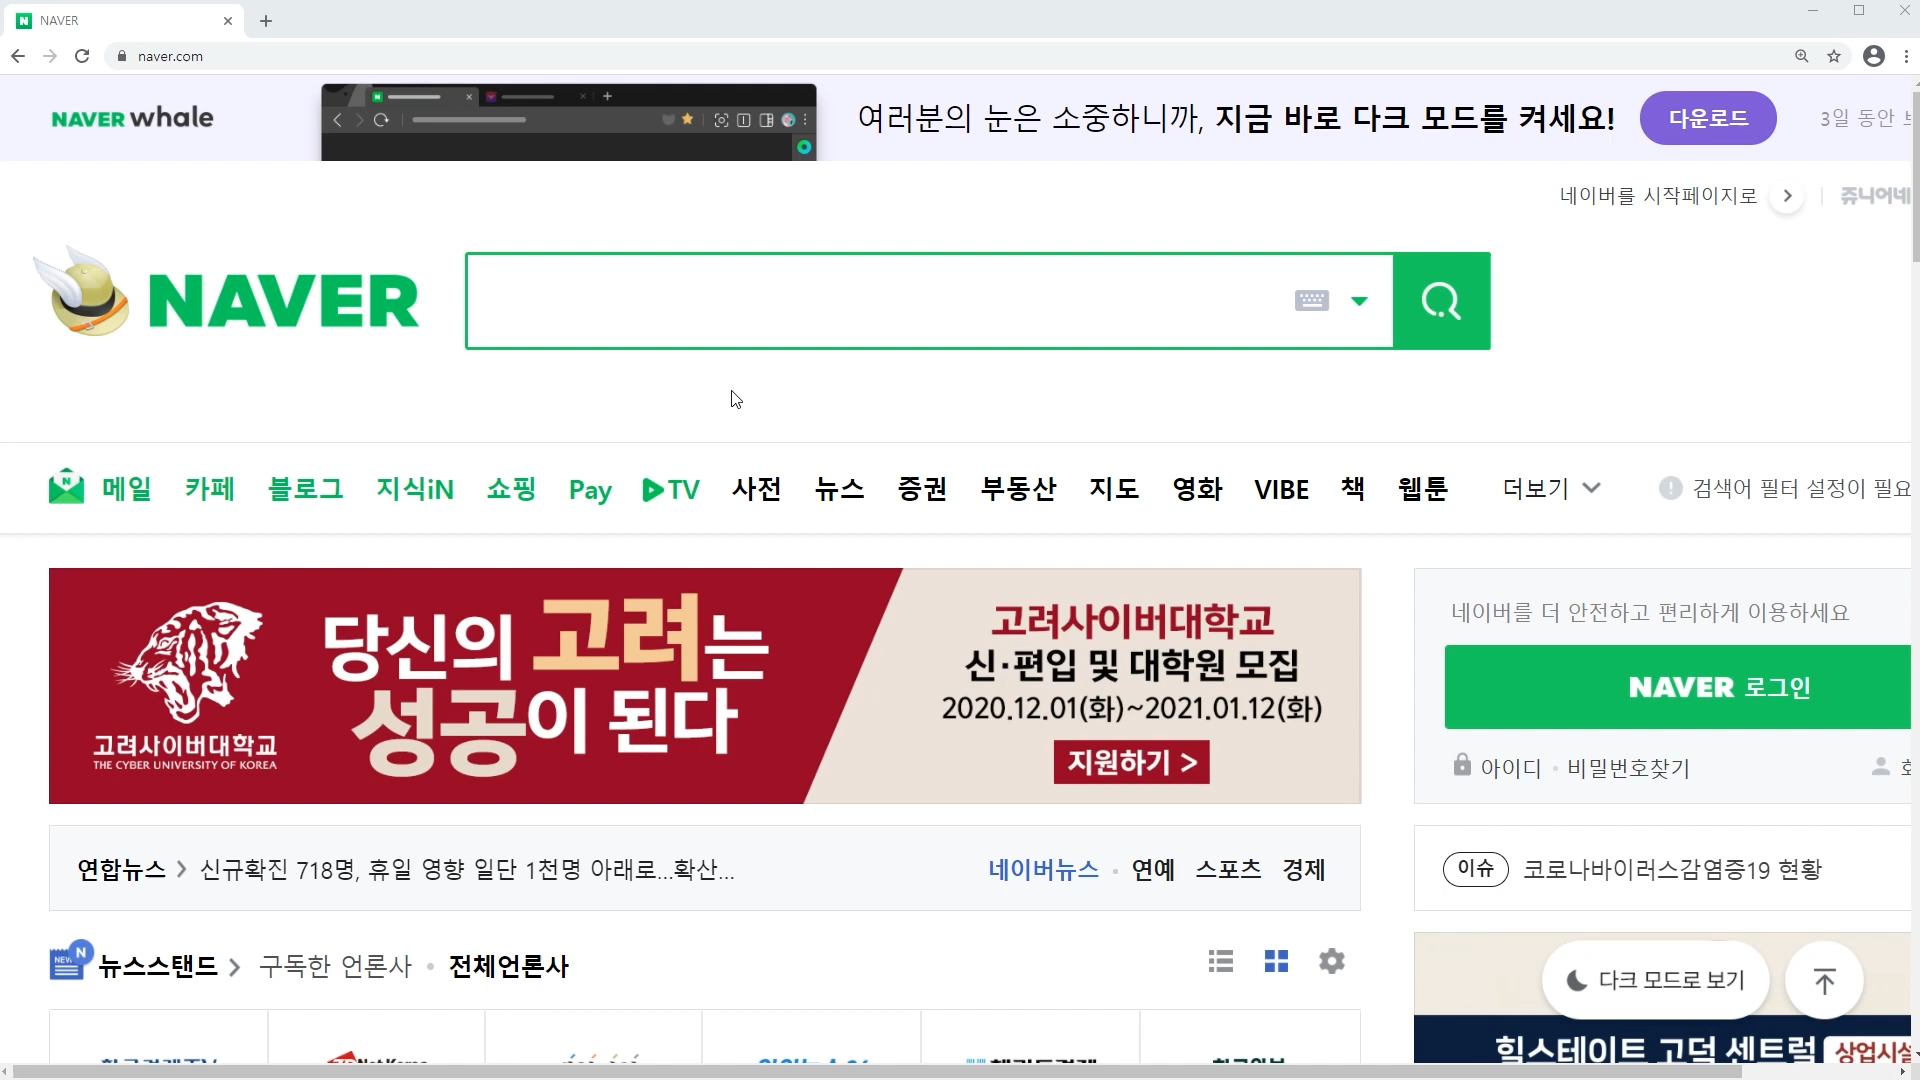 NAVER
naver.com
NAVER whale
여러분의 눈은 소중하니까, 지금 바로 다크 모드를 켜세요!
다운로드
3일 동안
네이버를 시작페이지로
쥬니어네
NAVER
메일 카페 블로그 지식iN 쇼핑 Pay TV 사전 뉴스 증권 부동산 지도 영화 VIBE 책 웹툰
더보기
검색어 필터 설정이 필요
당신의 고려는
성공이 된다
고려사이버대학교
THE CYBER UNIVERSITY OF KOREA
고려사이버대학교
신·편입 및 대학원 모집
2020.12.01(화)~2021.01.12(화)
지원하기 >
네이버를 더 안전하고 편리하게 이용하세요
NAVER 로그인
아이디 · 비밀번호찾기
연합뉴스 > 신규확진 718명, 휴일 영향 일단 1천명 아래로...확산...
네이버뉴스 · 연예 스포츠 경제
이슈 코로나바이러스감염증19 현황
뉴스스탠드 > 구독한 언론사 · 전체언론사
다크 모드로 보기
힐스테이트 고덕 센트럴
상업시설